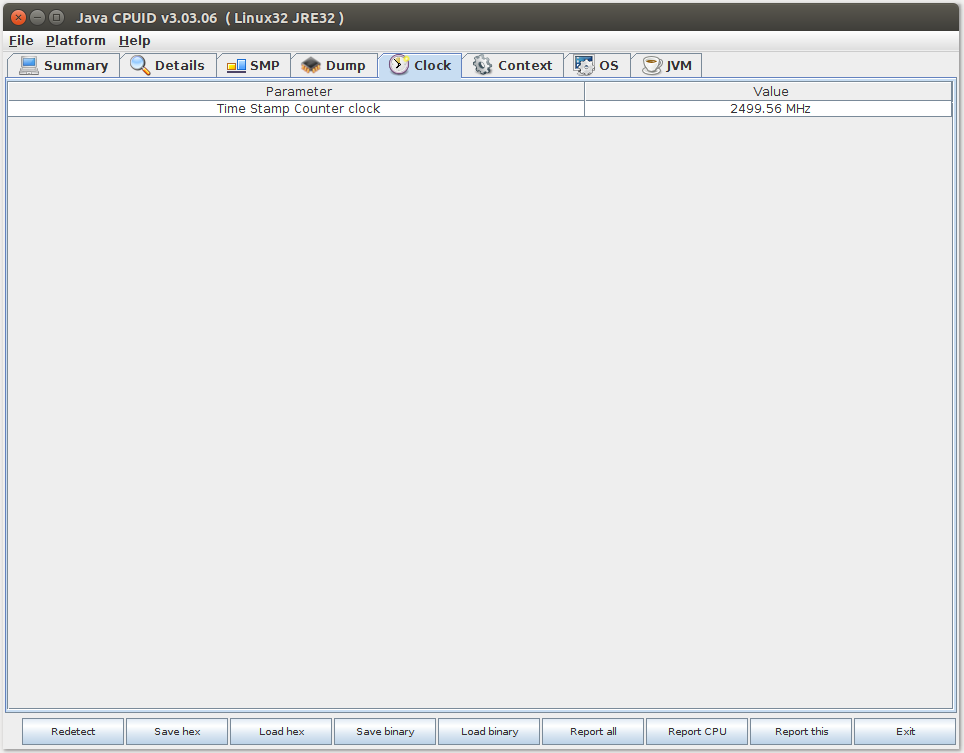 Java CPUID v3.03.06 ( Linux32 JRE32 )
File Platform Help
Summary Details SMP Dump Clock Context OS JVM
Parameter Value
Time Stamp Counter clock 2499.56 MHz
Redetect Save hex Load hex Save binary Load binary Report all Report CPU Report this Exit